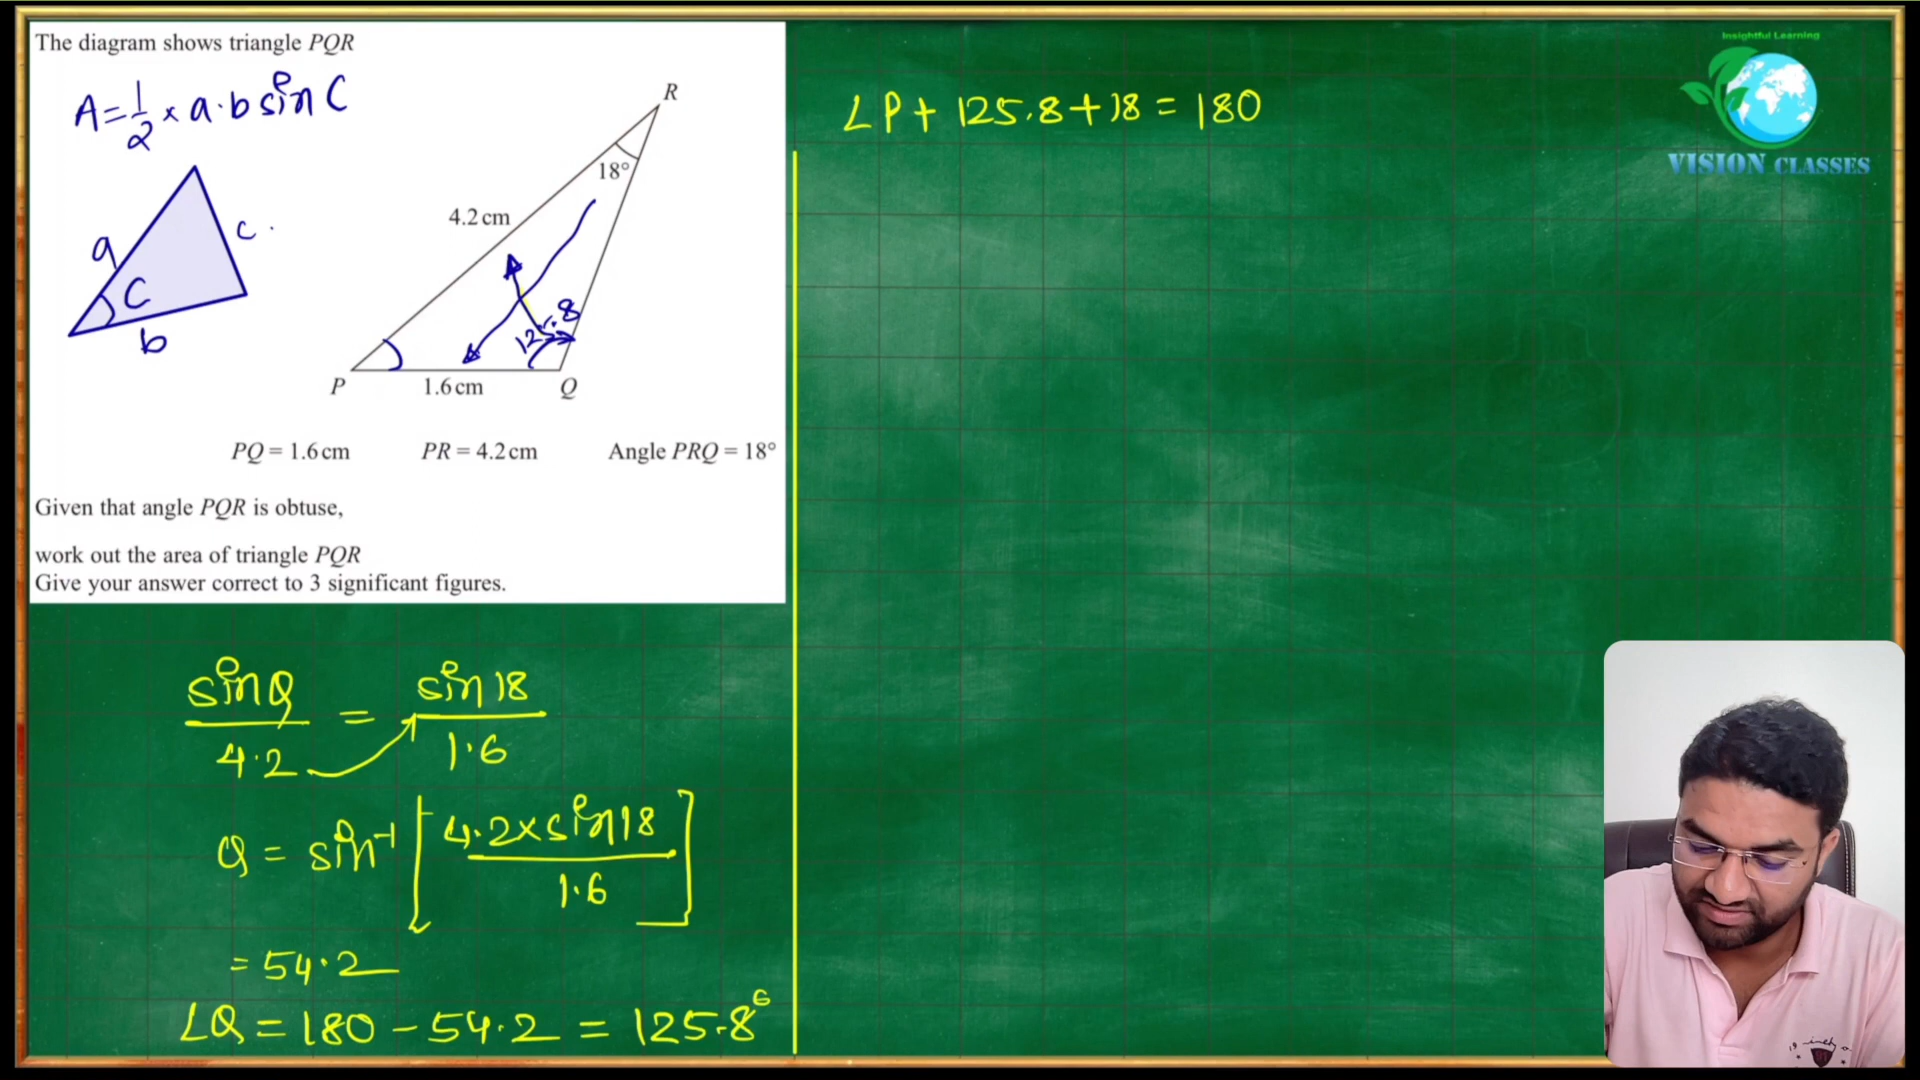 The diagram shows triangle PQR
A = 1/2 × a·b sin C
a
C
b
c
R
18°
4.2 cm
125.8
P
1.6 cm
Q
PQ = 1.6 cm PR = 4.2 cm Angle PRQ = 18°
Given that angle PQR is obtuse,
work out the area of triangle PQR
Give your answer correct to 3 significant figures.
sin Q / 4.2 = sin 18 / 1.6
Q = sin⁻¹ [ 4.2 × sin 18 / 1.6 ]
= 54.2
∠Q = 180 − 54.2 = 125.8°
∠P + 125.8 + 18 = 180
Insightful Learning
VISION CLASSES